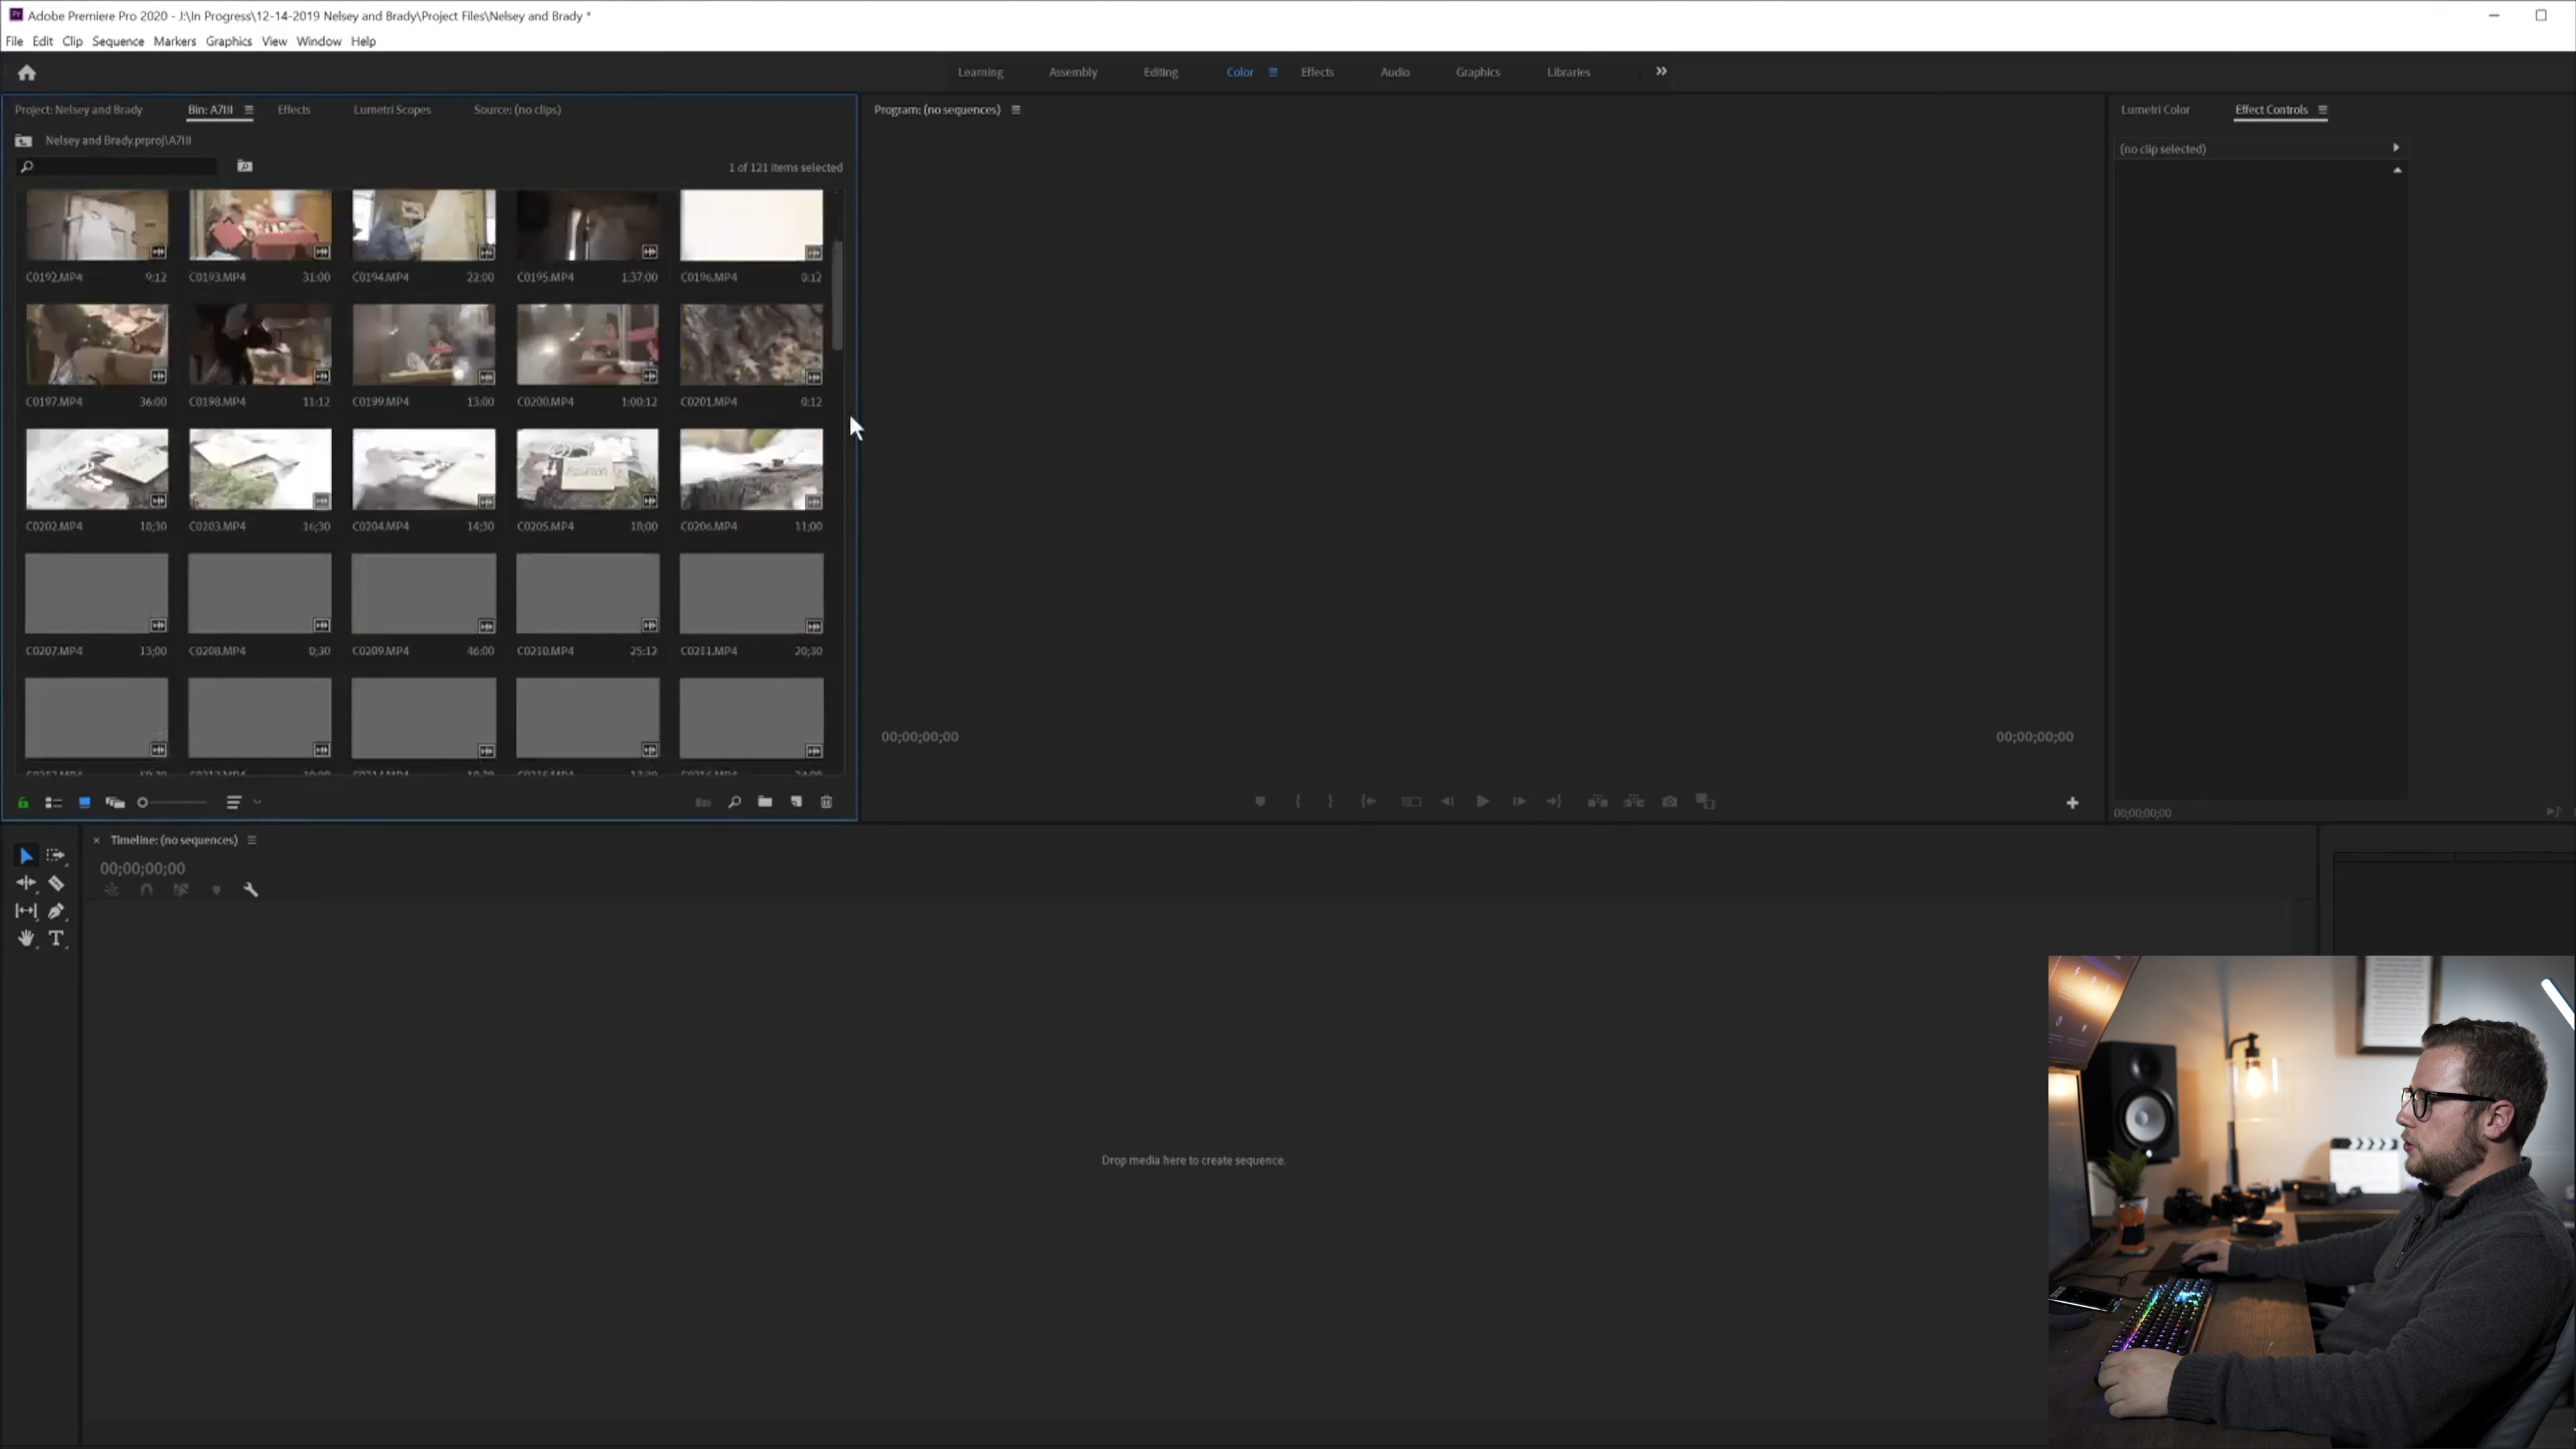 Adobe Premiere Pro 2020 - J:\In Progress\12-14-2019 Nelsey and Brady\Project Files\Nelsey and Brady *
File Edit Clip Sequence Markers Graphics View Window Help
Learning Assembly Editing Color Effects Audio Graphics Libraries
Project: Nelsey and Brady Bin: A7III Effects Lumetri Scopes Source: (no clips)
Program: (no sequences)
Lumetri Color Effect Controls
Nelsey and Brady.prproj\A7III
(no clip selected)
1 of 121 items selected
C0192.MP4 9:12 C0193.MP4 31:00 C0194.MP4 22:00 C0195.MP4 1:37:00 C0196.MP4 0:12
C0197.MP4 36:00 C0198.MP4 11:12 C0199.MP4 13:00 C0200.MP4 1:00:12 C0201.MP4 0:12
C0202.MP4 10;30 C0203.MP4 16;30 C0204.MP4 14;30 C0205.MP4 18;00 C0206.MP4 11;00
C0207.MP4 13;00 C0208.MP4 0;30 C0209.MP4 46:00 C0210.MP4 25:12 C0211.MP4 20;30
00;00;00;00 00;00;00;00
00;00;00;00
Timeline: (no sequences)
00;00;00;00
Drop media here to create sequence.